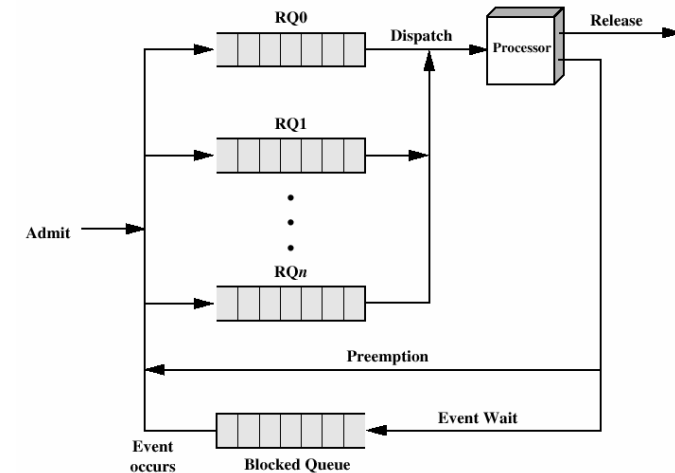 RQ0
Release
Dispatch
Processor
RQ1
Admit
RQn
Preemption
Event Wait
Event
occurs
Blocked Queue